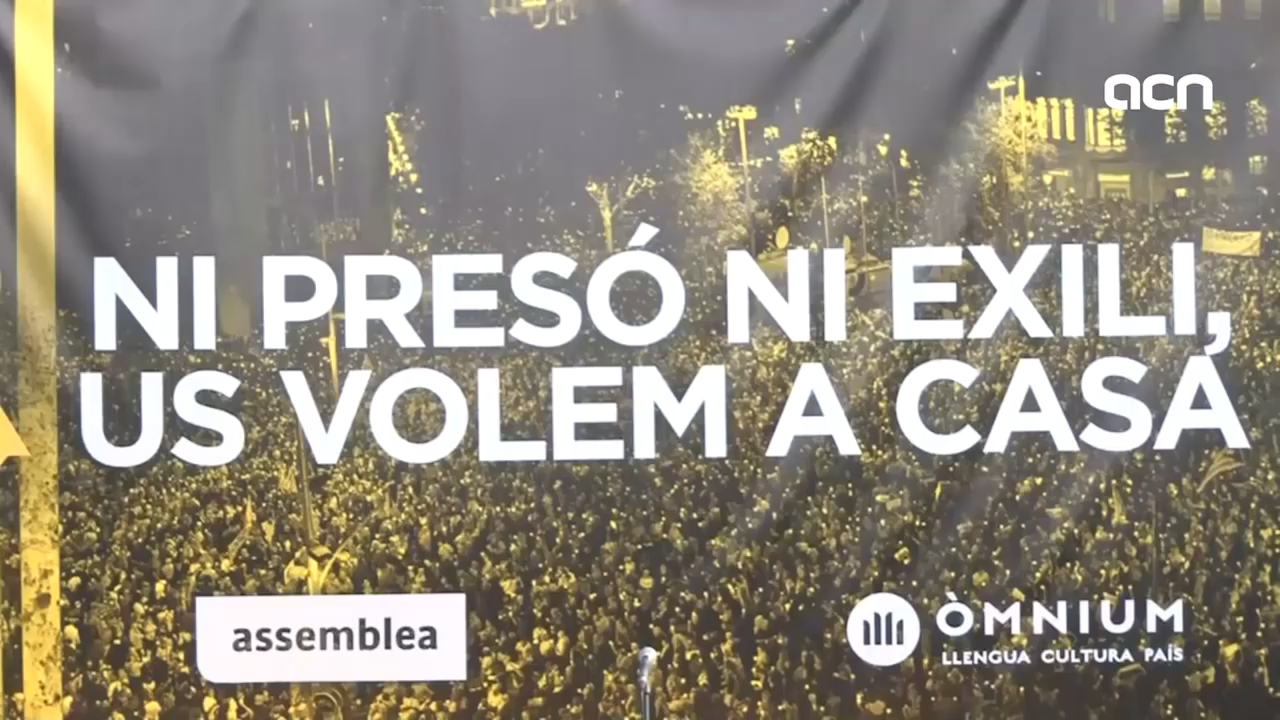 acn
NI PRESÓ NI EXILI,
US VOLEM A CASA
assemblea
ÒMNIUM
LLENGUA CULTURA PAÍS